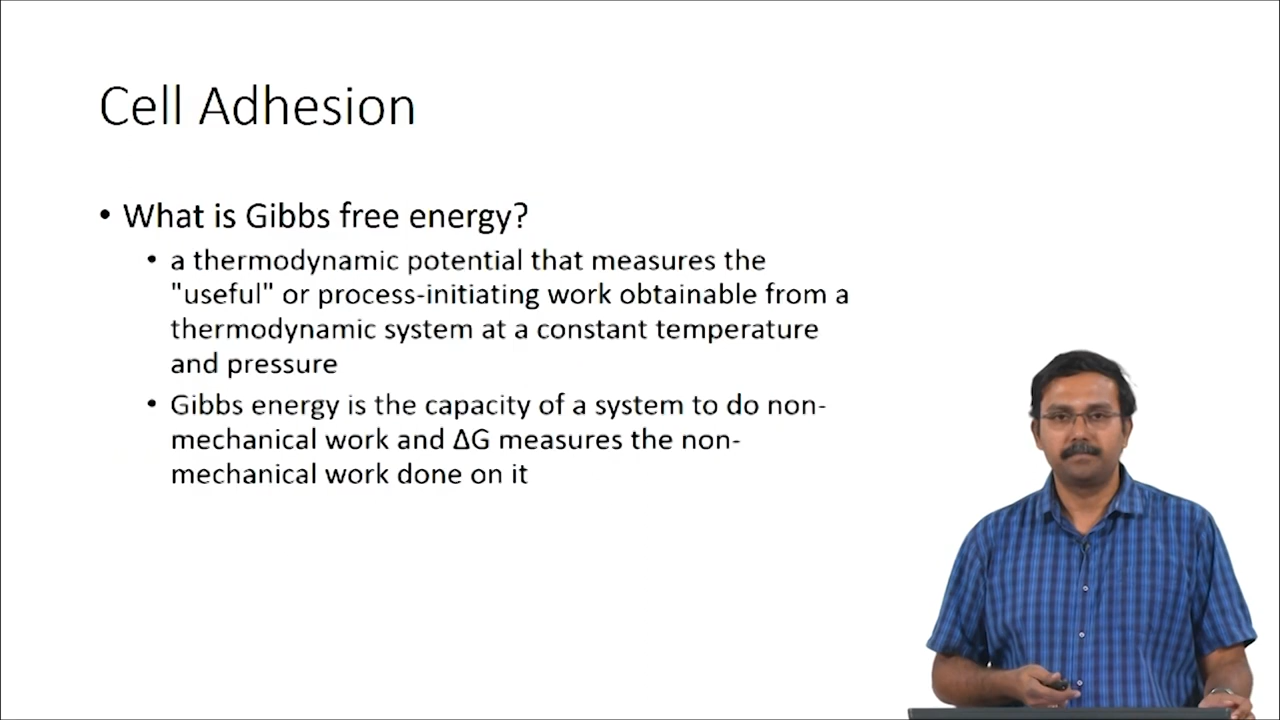 Cell Adhesion
• What is Gibbs free energy?
• a thermodynamic potential that measures the
"useful" or process-initiating work obtainable from a
thermodynamic system at a constant temperature
and pressure
• Gibbs energy is the capacity of a system to do non-
mechanical work and ΔG measures the non-
mechanical work done on it